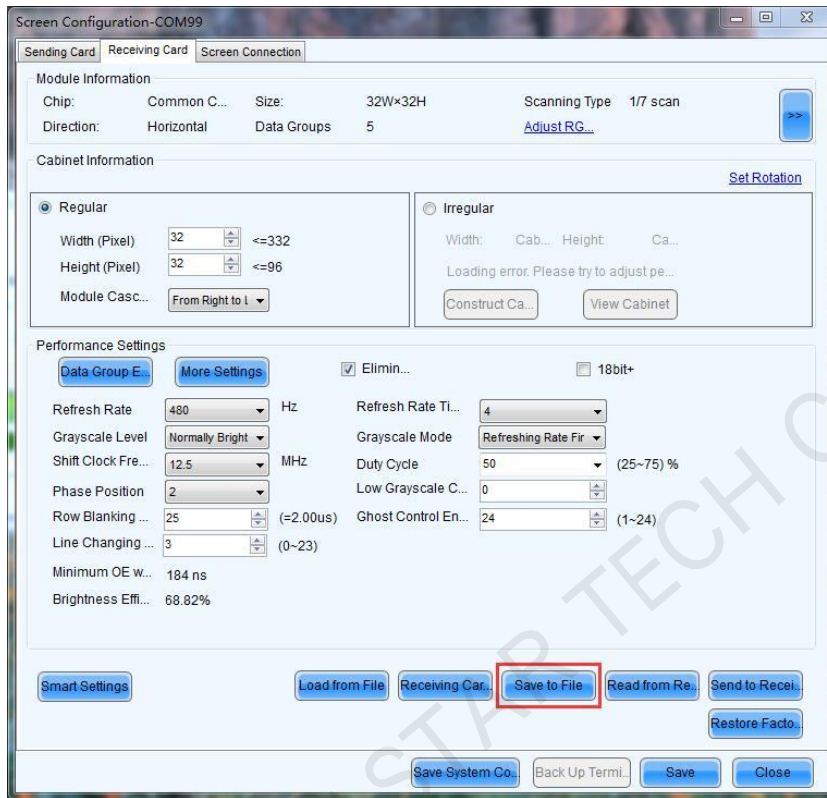 Screen Configuration-COM99
Sending Card Receiving Card Screen Connection
Module Information
Chip: Common C... Size: 32W×32H Scanning Type 1/7 scan
Direction: Horizontal Data Groups 5 Adjust RG...
>>
Cabinet Information
Set Rotation
Regular Irregular
Width (Pixel) 32 <=332 Width: Cab... Height: Ca...
Height (Pixel) 32 <=96 Loading error. Please try to adjust pe...
Module Casc... From Right to L Construct Ca... View Cabinet
Performance Settings
Data Group E... More Settings Elimin... 18bit+
Refresh Rate 480 Hz Refresh Rate Ti... 4
Grayscale Level Normally Bright Grayscale Mode Refreshing Rate Fir
Shift Clock Fre... 12.5 MHz Duty Cycle 50 (25~75) %
Phase Position 2 Low Grayscale C... 0
Row Blanking ... 25 (=2.00us) Ghost Control En... 24 (1~24)
Line Changing ... 3 (0~23)
Minimum OE w... 184 ns
Brightness Effi... 68.82%
Smart Settings Load from File Receiving Car... Save to File Read from Re... Send to Recei...
Restore Facto...
Save System Co... Back Up Termi... Save Close
STAR TECH C